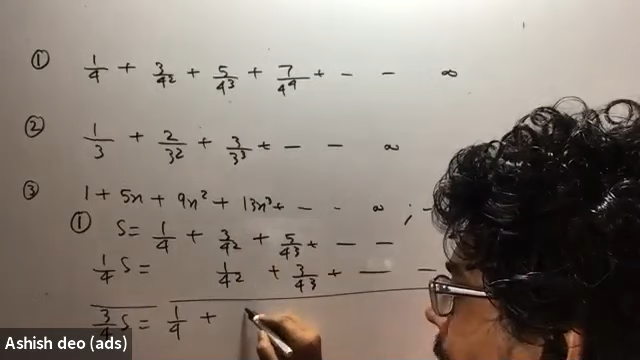 ① 1/4 + 3/4² + 5/4³ + 7/4⁴ + - - ∞
② 1/3 + 2/3² + 3/3³ + - - ∞
③ 1 + 5x + 9x² + 13x³ + - - ∞ ;
① S = 1/4 + 3/4² + 5/4³ + - -
1/4 S = 1/4² + 3/4³ + - -
3/4 S = 1/4 +
Ashish deo (ads)